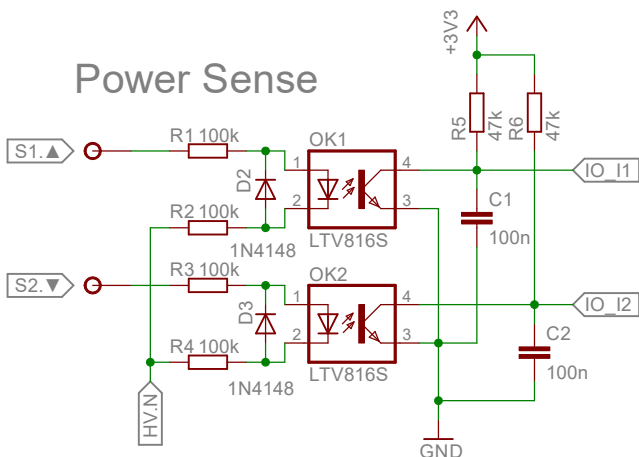 +3V3
Power Sense
R1 100k
OK1
R5
47k
R6
47k
S1.▲
1
4
IO_I1
D2
2
3
C1
R2 100k
100n
1N4148
LTV816S
S2.▼
R3 100k
OK2
1
4
IO_I2
D3
2
3
C2
R4 100k
100n
1N4148
LTV816S
HV.N
GND